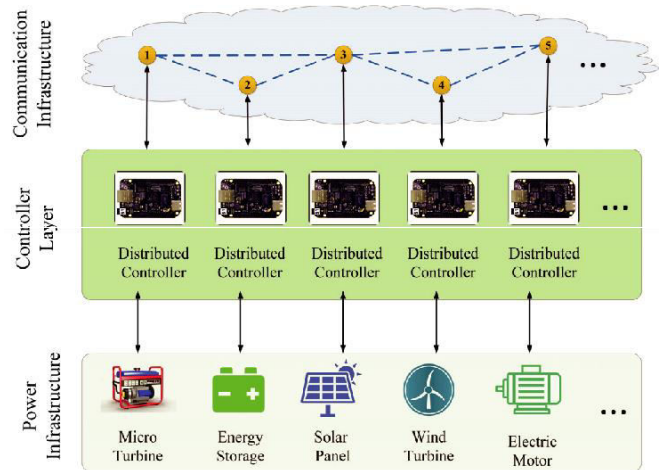 Communication
Infrastructure
1
2
3
4
5
...
Controller
Layer
Distributed
Controller
Distributed
Controller
Distributed
Controller
Distributed
Controller
Distributed
Controller
...
Power
Infrastructure
Micro
Turbine
Energy
Storage
Solar
Panel
Wind
Turbine
Electric
Motor
...